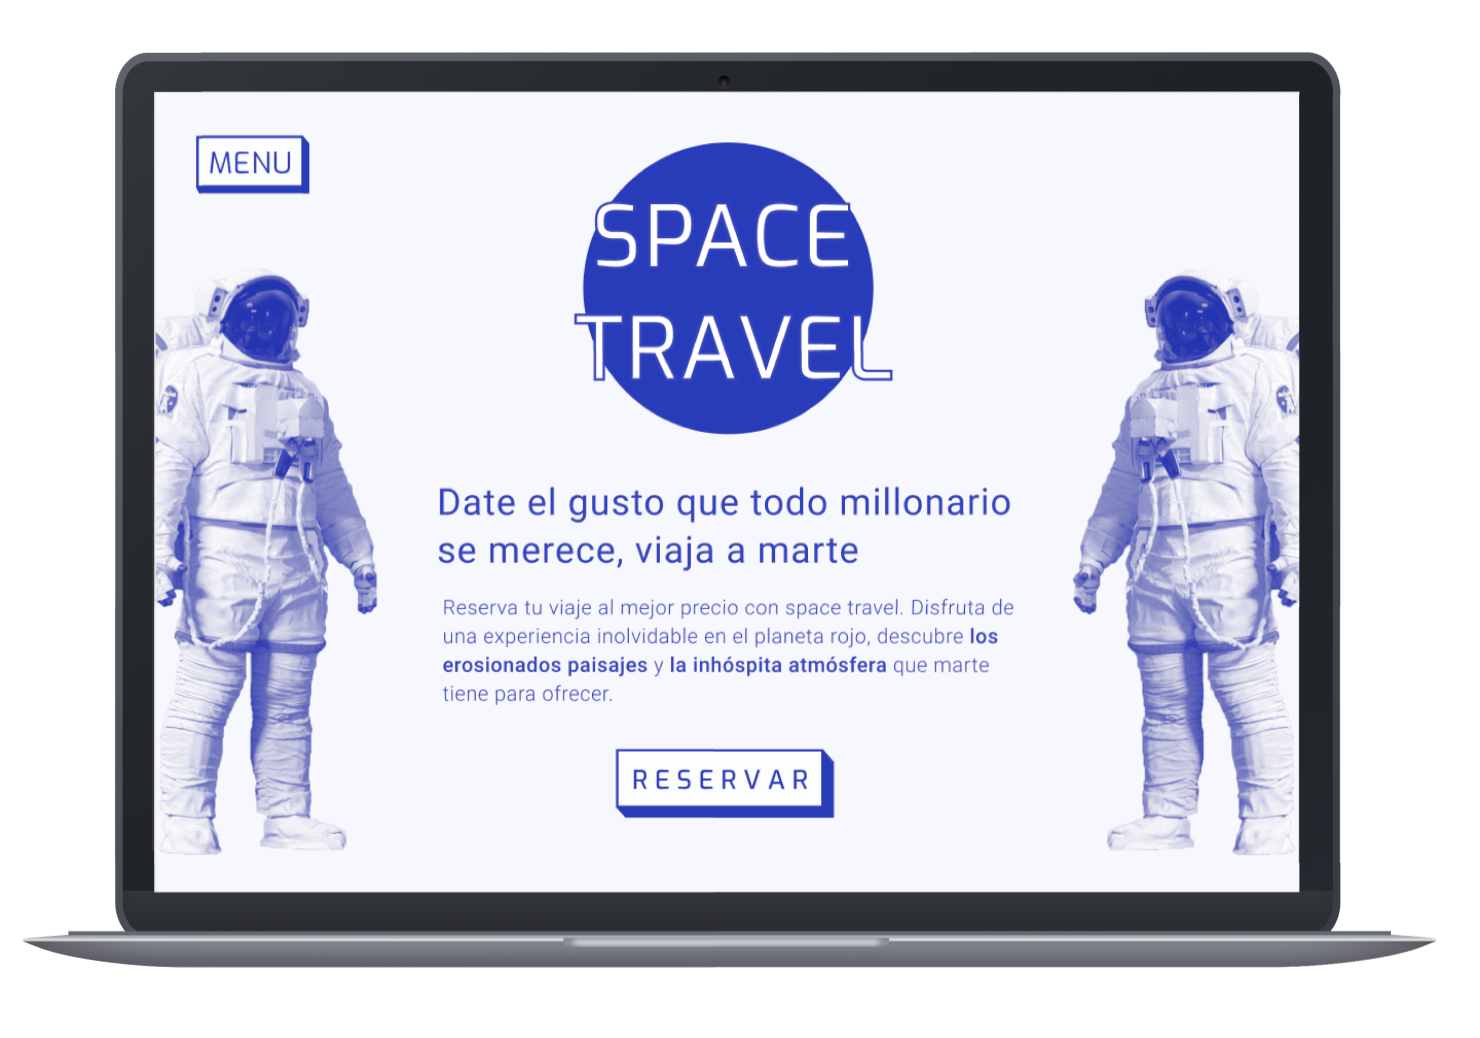 MENU
SPACE
TRAVEL
Date el gusto que todo millonario
se merece, viaja a marte
Reserva tu viaje al mejor precio con space travel. Disfruta de
una experiencia inolvidable en el planeta rojo, descubre los
erosionados paisajes y la inhóspita atmósfera que marte
tiene para ofrecer.
RESERVAR